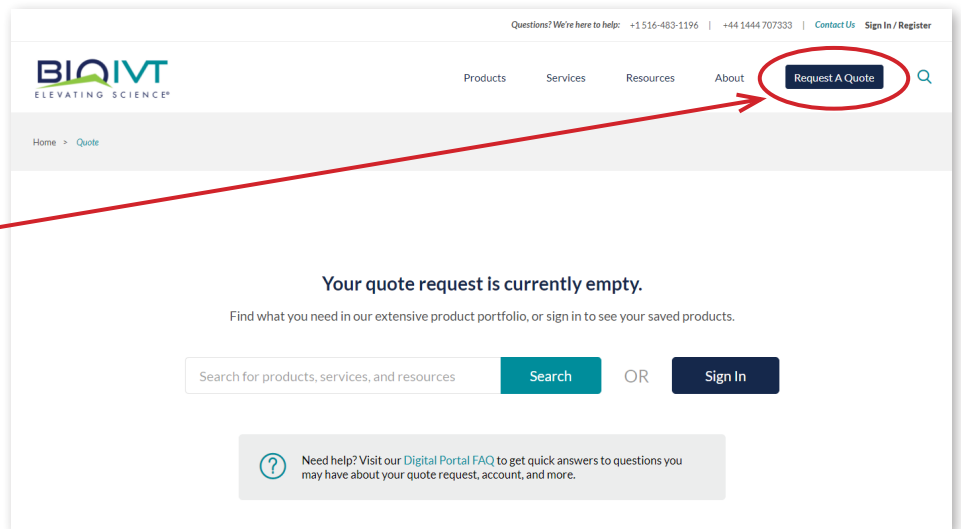 Questions? We're here to help: +1 516-483-1196 | +44 1444 707333 | Contact Us Sign In / Register
BIOIVT
ELEVATING SCIENCE®
Products Services Resources About Request A Quote
Home > Quote
Your quote request is currently empty.
Find what you need in our extensive product portfolio, or sign in to see your saved products.
Search for products, services, and resources Search OR Sign In
? Need help? Visit our Digital Portal FAQ to get quick answers to questions you
may have about your quote request, account, and more.